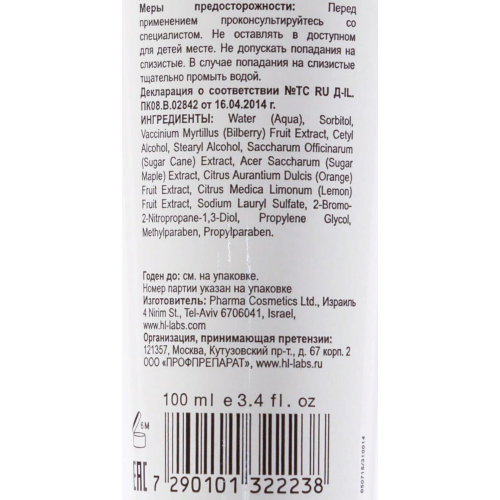 Меры предосторожности: Перед
применением проконсультируйтесь со
специалистом. Не оставлять в доступном
для детей месте. Не допускать попадания на
слизистые. В случае попадания на слизистые
тщательно промыть водой.
Декларация о соответствии №ТС RU Д-IL.
ПК08.В.02842 от 16.04.2014 г.
ИНГРЕДИЕНТЫ: Water (Aqua), Sorbitol,
Vaccinium Myrtillus (Bilberry) Fruit Extract, Cetyl
Alcohol, Stearyl Alcohol, Saccharum Officinarum
(Sugar Cane) Extract, Acer Saccharum (Sugar
Maple) Extract, Citrus Aurantium Dulcis (Orange)
Fruit Extract, Citrus Medica Limonum (Lemon)
Fruit Extract, Sodium Lauryl Sulfate, 2-Bromo-
2-Nitropropane-1,3-Diol, Propylene Glycol,
Methylparaben, Propylparaben.
Годен до: см. на упаковке.
Номер партии указан на упаковке
Изготовитель: Pharma Cosmetics Ltd., Израиль
4 Nirim St., Tel-Aviv 6706041, Israel,
www.hl-labs.com
Организация, принимающая претензии:
121357, Москва, Кутузовский пр-т., д. 67 корп. 2
ООО «ПРОФПРЕПАРАТ», www.hl-labs.ru
100 ml e 3.4 fl. oz
6 M
EAC
7 290101 322238
050715/310014